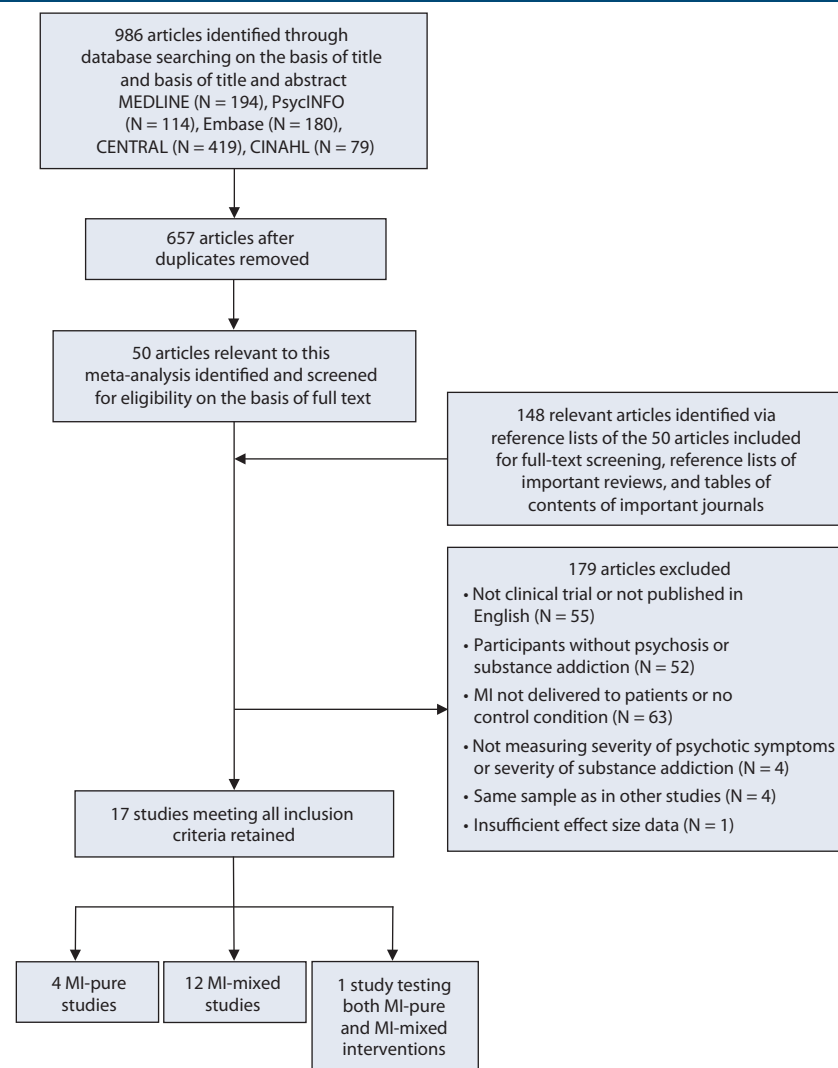 986 articles identified through
database searching on the basis of title
and basis of title and abstract
MEDLINE (N = 194), PsycINFO
(N = 114), Embase (N = 180),
CENTRAL (N = 419), CINAHL (N = 79)
657 articles after
duplicates removed
50 articles relevant to this
meta-analysis identified and screened
for eligibility on the basis of full text
148 relevant articles identified via
reference lists of the 50 articles included
for full-text screening, reference lists of
important reviews, and tables of
contents of important journals
179 articles excluded
• Not clinical trial or not published in
English (N = 55)
• Participants without psychosis or
substance addiction (N = 52)
• MI not delivered to patients or no
control condition (N = 63)
• Not measuring severity of psychotic symptoms
or severity of substance addiction (N = 4)
• Same sample as in other studies (N = 4)
• Insufficient effect size data (N = 1)
17 studies meeting all inclusion
criteria retained
4 MI-pure
studies
12 MI-mixed
studies
1 study testing
both MI-pure
and MI-mixed
interventions